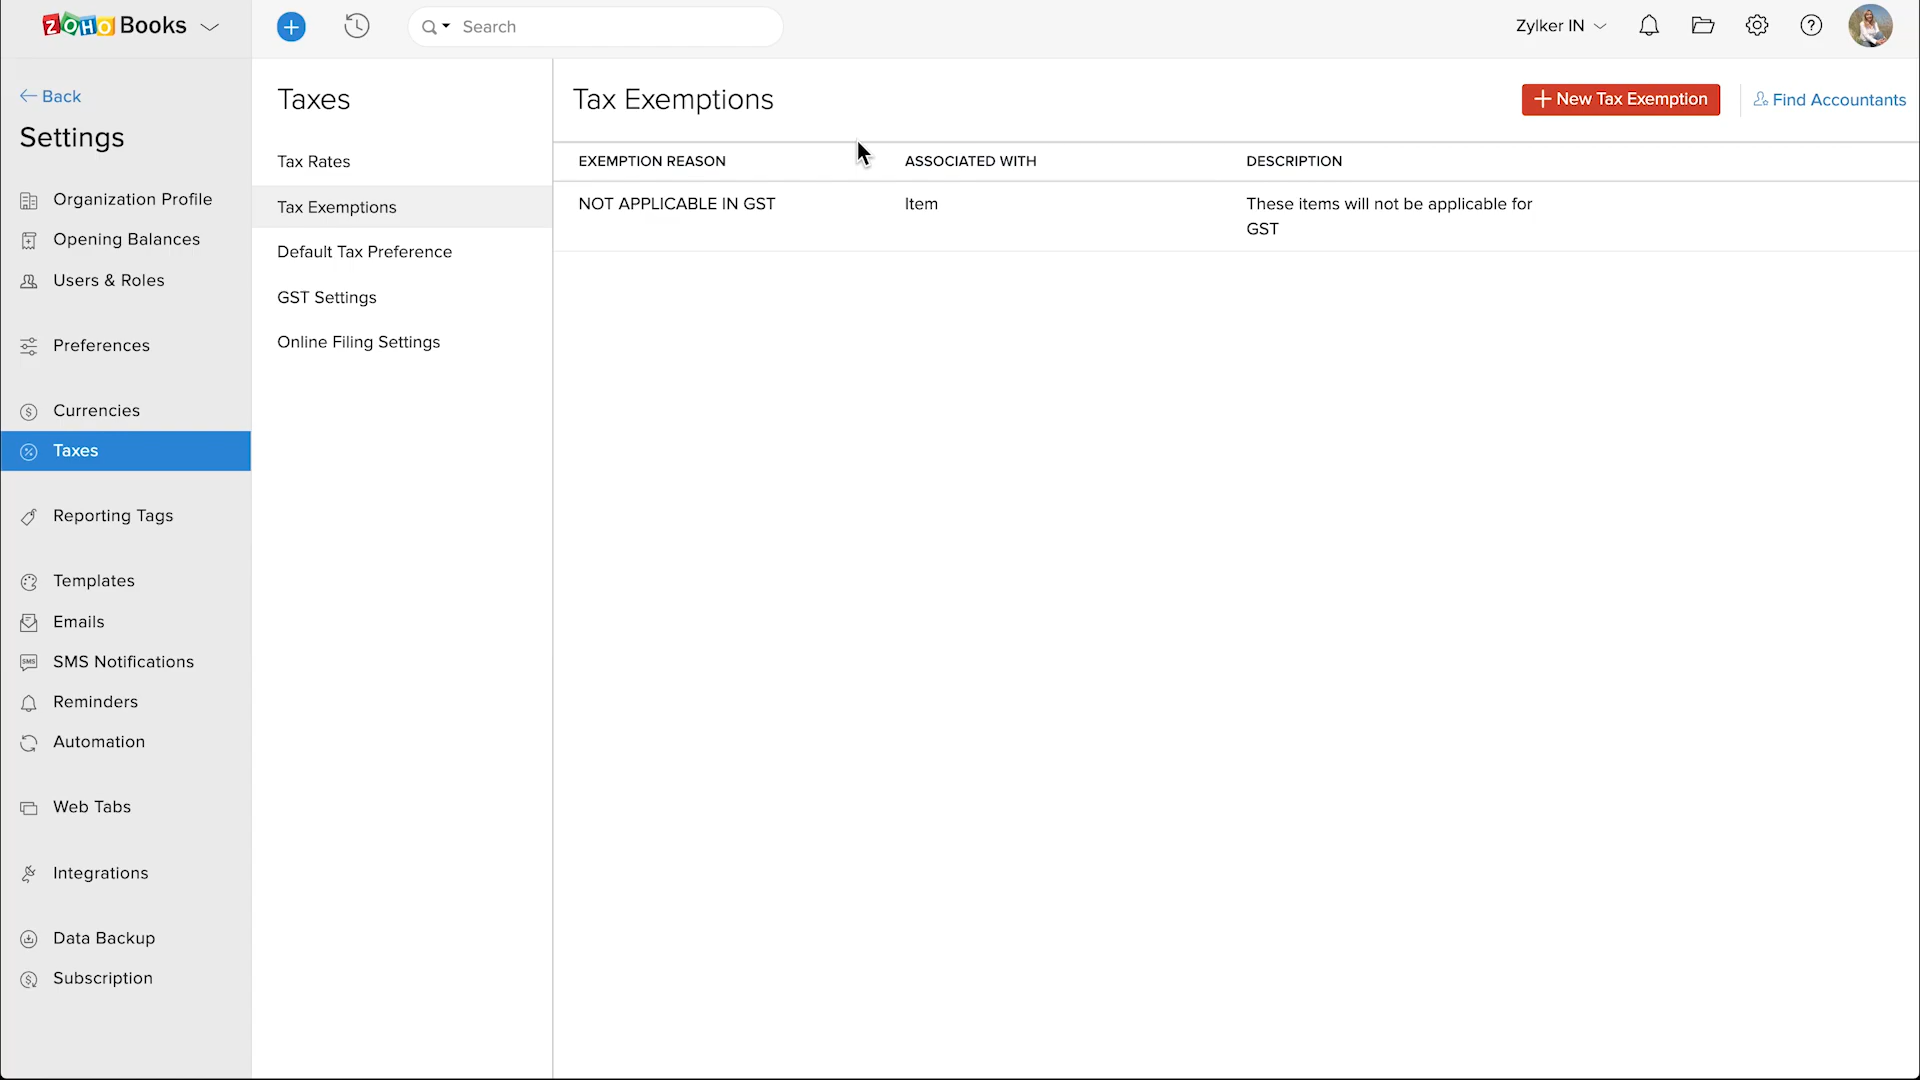 ZOHO Books
Search
Zylker IN
Back
Settings
Organization Profile
Opening Balances
Users & Roles
Preferences
Currencies
Taxes
Reporting Tags
Templates
Emails
SMS Notifications
Reminders
Automation
Web Tabs
Integrations
Data Backup
Subscription
Taxes
Tax Rates
Tax Exemptions
Default Tax Preference
GST Settings
Online Filing Settings
Tax Exemptions
+ New Tax Exemption
Find Accountants
EXEMPTION REASON ASSOCIATED WITH DESCRIPTION
NOT APPLICABLE IN GST Item These items will not be applicable for
GST